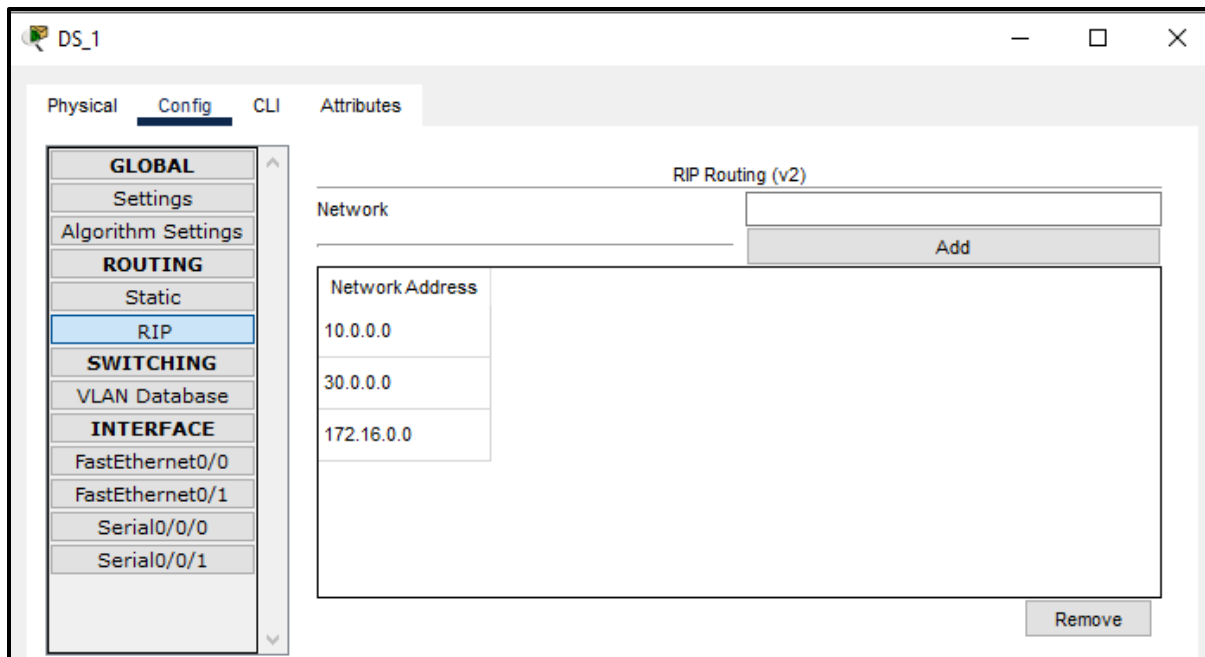 DS_1
Physical Config CLI Attributes
GLOBAL
Settings
Algorithm Settings
ROUTING
Static
RIP
SWITCHING
VLAN Database
INTERFACE
FastEthernet0/0
FastEthernet0/1
Serial0/0/0
Serial0/0/1
RIP Routing (v2)
Network
Add
Network Address
10.0.0.0
30.0.0.0
172.16.0.0
Remove